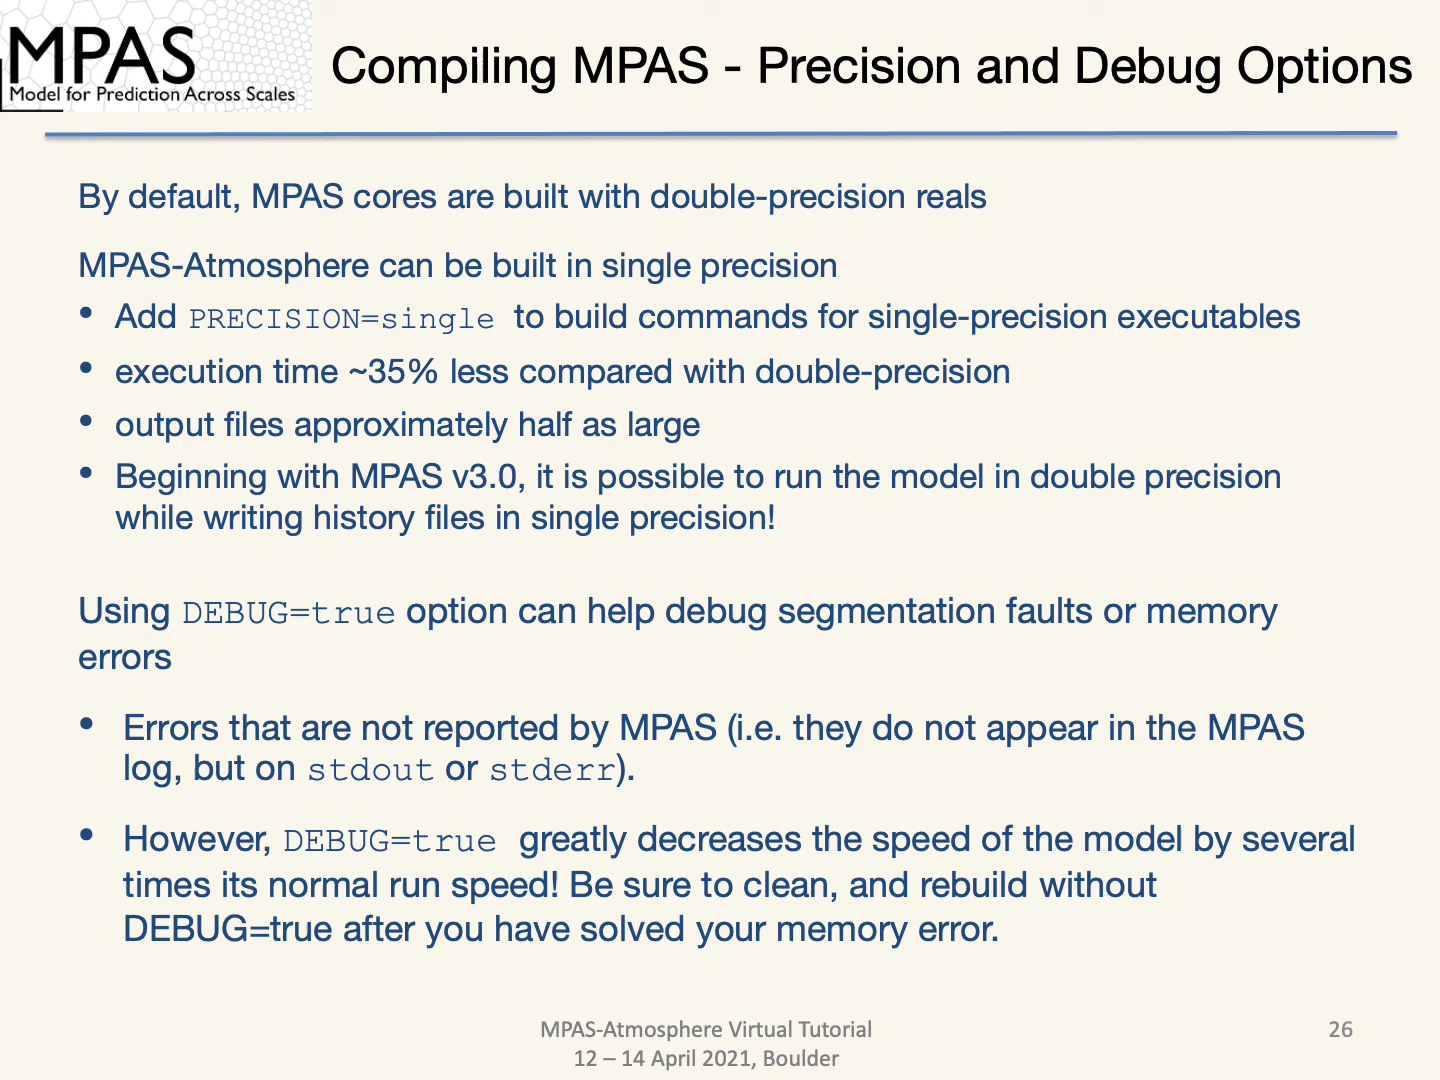 MPAS
Model for Prediction Across Scales
Compiling MPAS - Precision and Debug Options
By default, MPAS cores are built with double-precision reals
MPAS-Atmosphere can be built in single precision
• Add PRECISION=single to build commands for single-precision executables
• execution time ~35% less compared with double-precision
• output files approximately half as large
• Beginning with MPAS v3.0, it is possible to run the model in double precision
while writing history files in single precision!
Using DEBUG=true option can help debug segmentation faults or memory
errors
• Errors that are not reported by MPAS (i.e. they do not appear in the MPAS
log, but on stdout or stderr).
• However, DEBUG=true greatly decreases the speed of the model by several
times its normal run speed! Be sure to clean, and rebuild without
DEBUG=true after you have solved your memory error.
MPAS-Atmosphere Virtual Tutorial
12 – 14 April 2021, Boulder
26